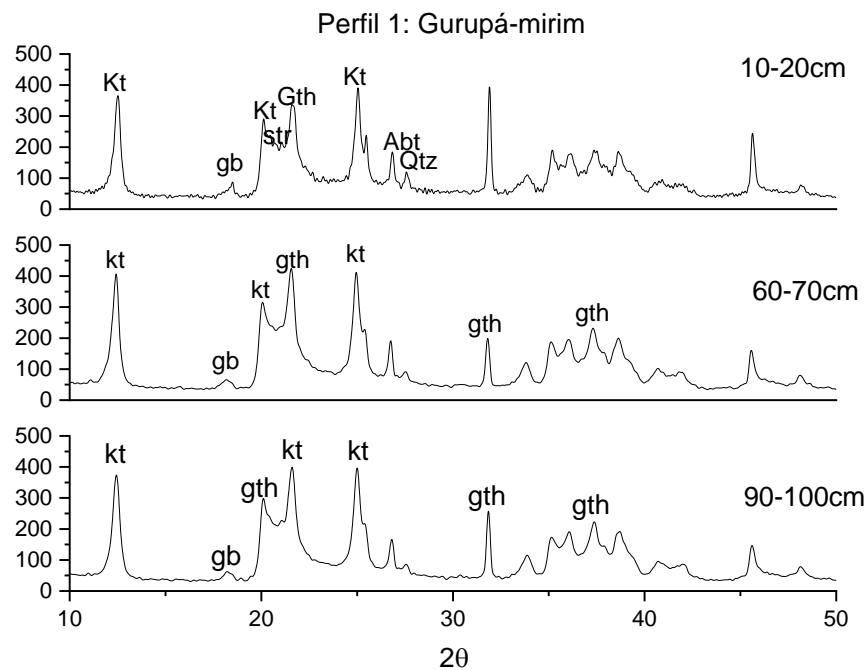 Perfil 1: Gurupá-mirim
10-20cm
500
400
300
200
100
0
Kt
gb
Kt
str
Gth
Kt
Abt
Qtz
60-70cm
500
400
300
200
100
0
kt
gb
kt
gth
kt
gth
gth
90-100cm
500
400
300
200
100
0
kt
gb
gth
kt
kt
gth
gth
10 20 30 40 50
2θ